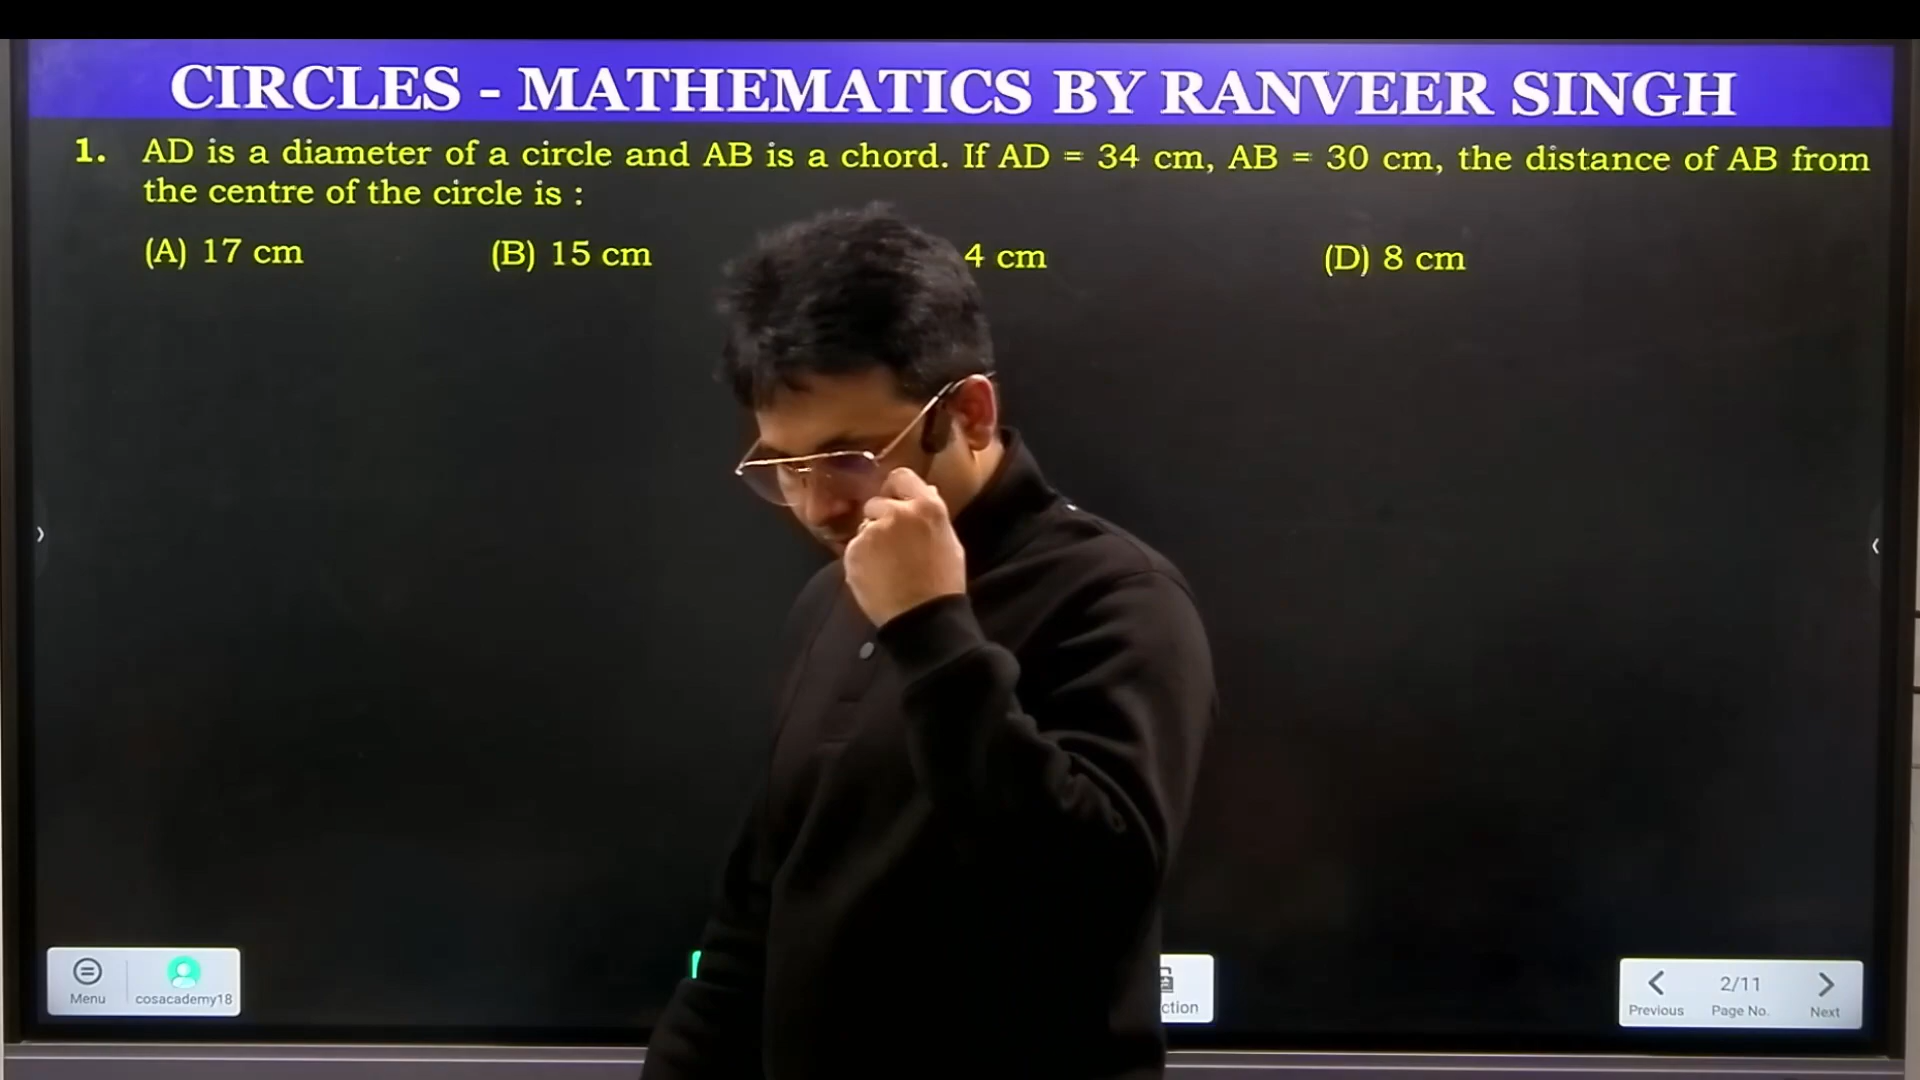 CIRCLES - MATHEMATICS BY RANVEER SINGH
1. AD is a diameter of a circle and AB is a chord. If AD = 34 cm, AB = 30 cm, the distance of AB from
the centre of the circle is :
(A) 17 cm (B) 15 cm 4 cm (D) 8 cm
Menu cosacademy18 ction Previous 2/11 Page No. Next